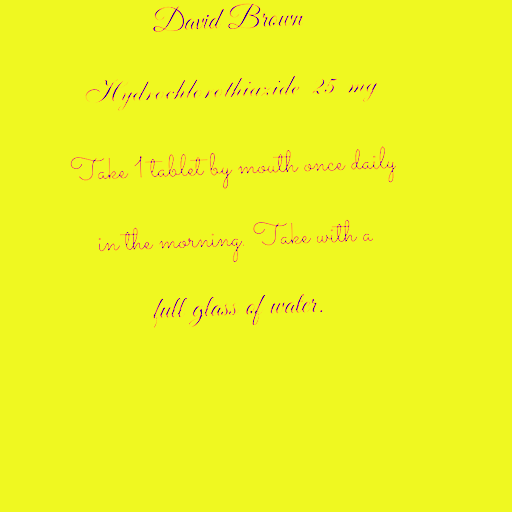 David Brown
Hydrochlorothiazide 25 mg
Take 1 tablet by mouth once daily
in the morning. Take with a
full glass of water.